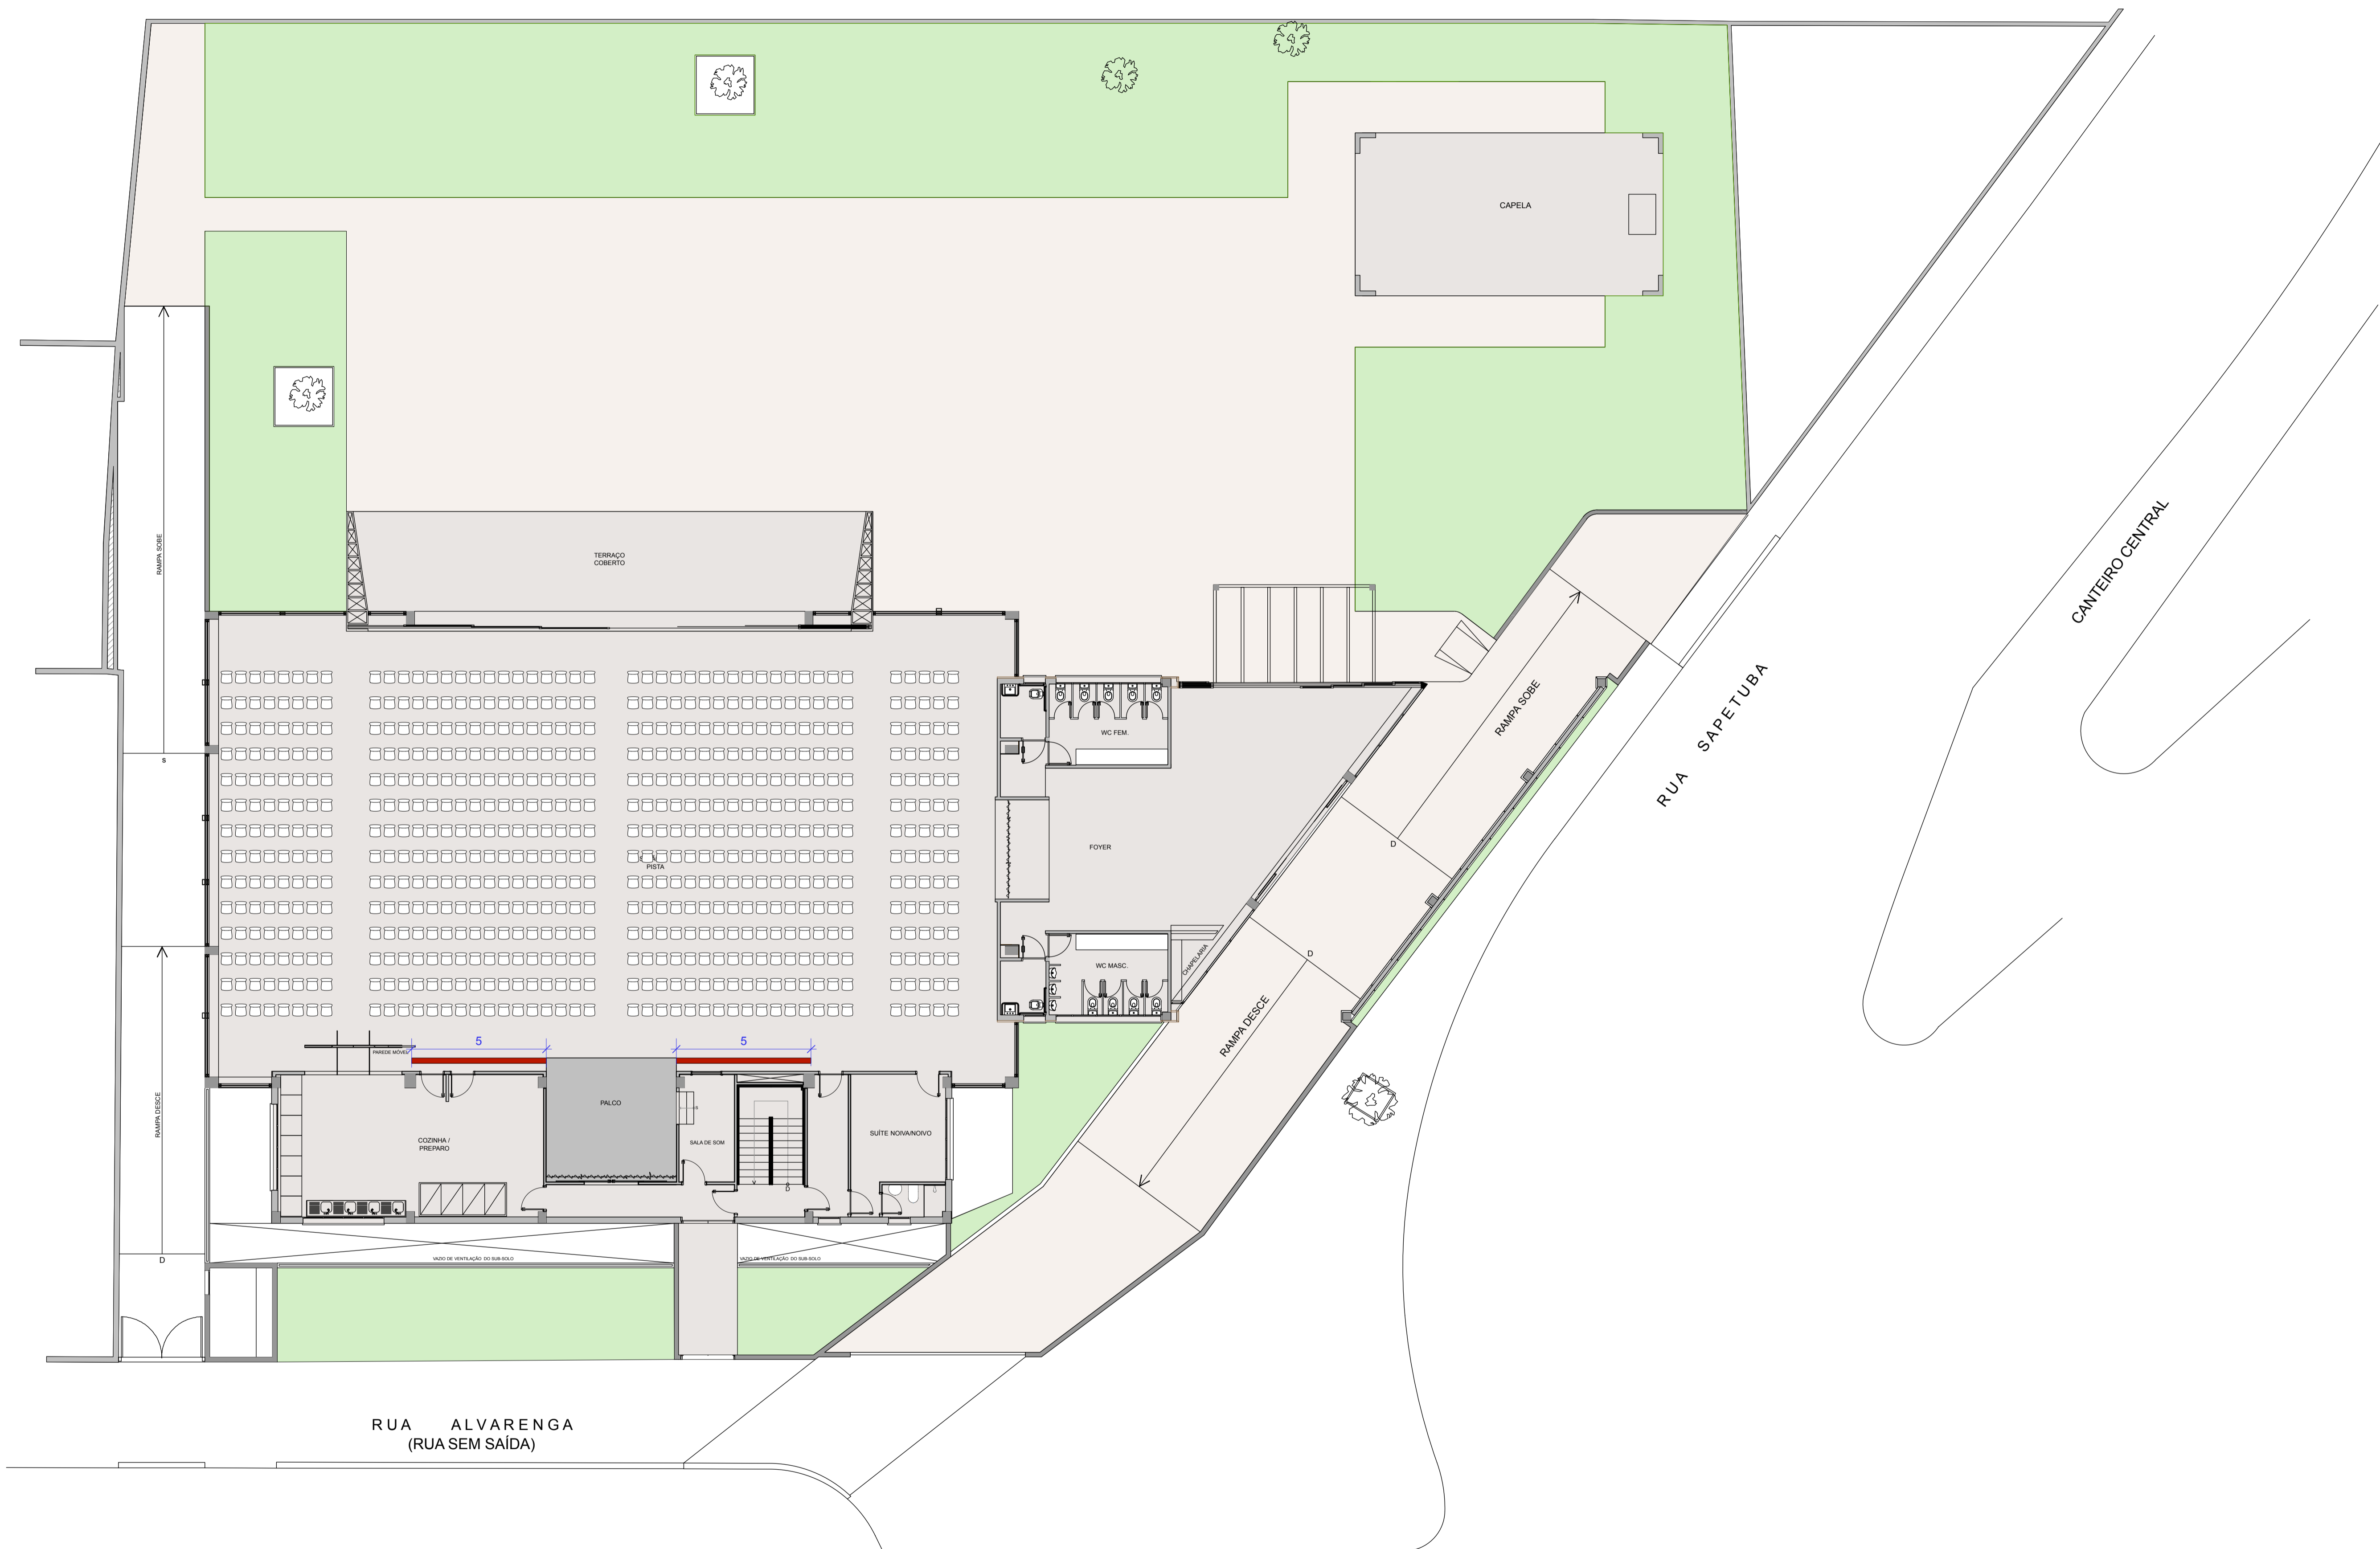 CAPELA
CANTEIRO CENTRAL
RAMPA SOBE
TERRAÇO
COBERTO
RAMPA SOBE
RUA SAPETUBA
WC FEM.
s
D
FOYER
PISTA
D
CHAPELARIA
WC MASC.
RAMPA DESCE
5
5
PAREDE MÓVEL
RAMPA DESCE
PALCO
COZINHA /
PREPARO
SALA DE SOM
SUÍTE NOIVA/NOIVO
D
VAZIO DE VENTILAÇÃO DO SUB-SOLO
VAZIO DE VENTILAÇÃO DO SUB-SOLO
D
RUA ALVARENGA
(RUA SEM SAÍDA)